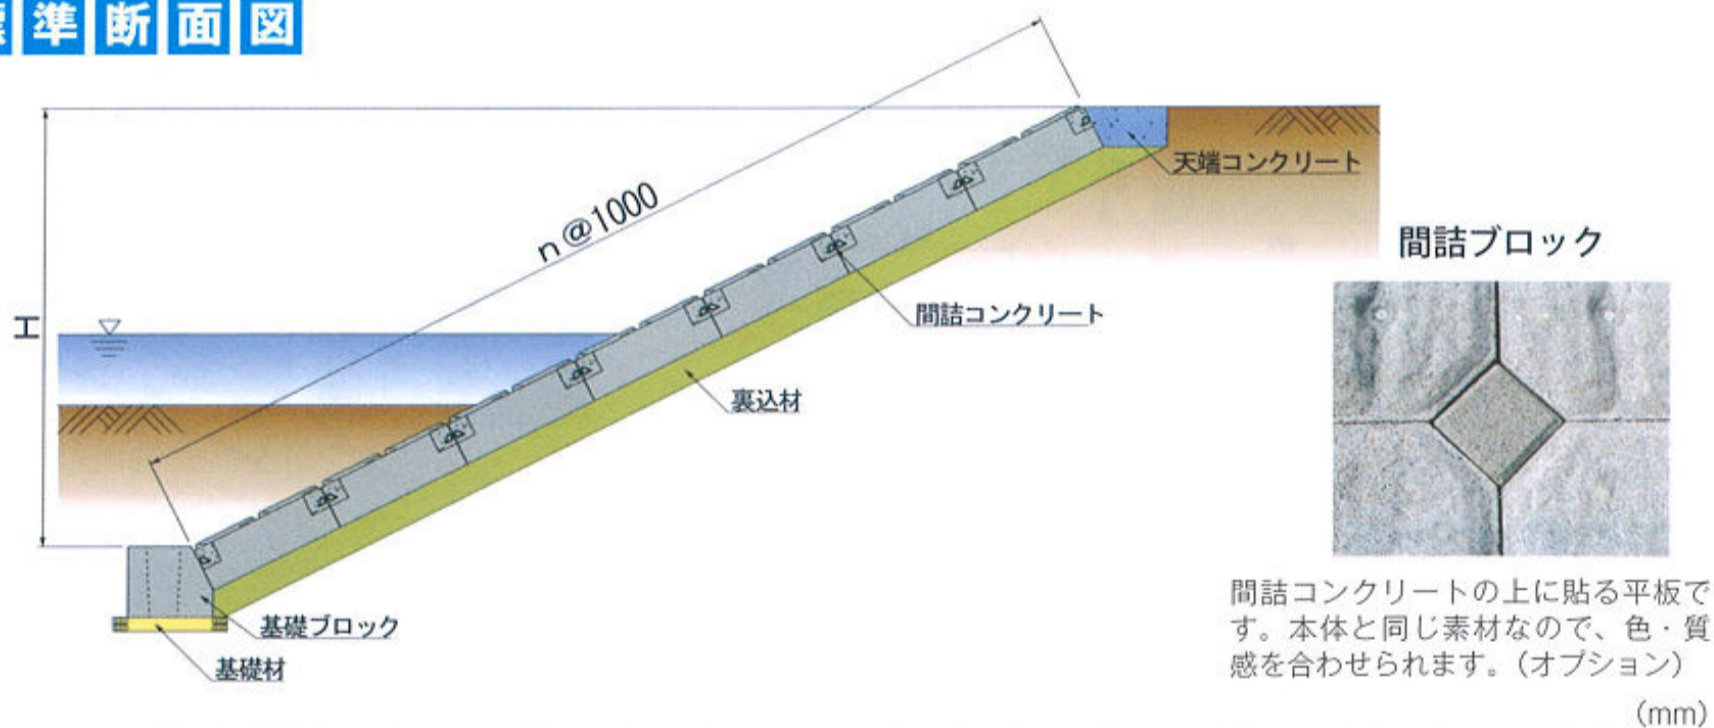 準断面図
n@1000
H
天端コンクリート
間詰コンクリート
裏込材
基礎ブロック
基礎材
間詰ブロック
間詰コンクリートの上に貼る平板で
す。本体と同じ素材なので、色・質
感を合わせられます。（オプション）
（mm）